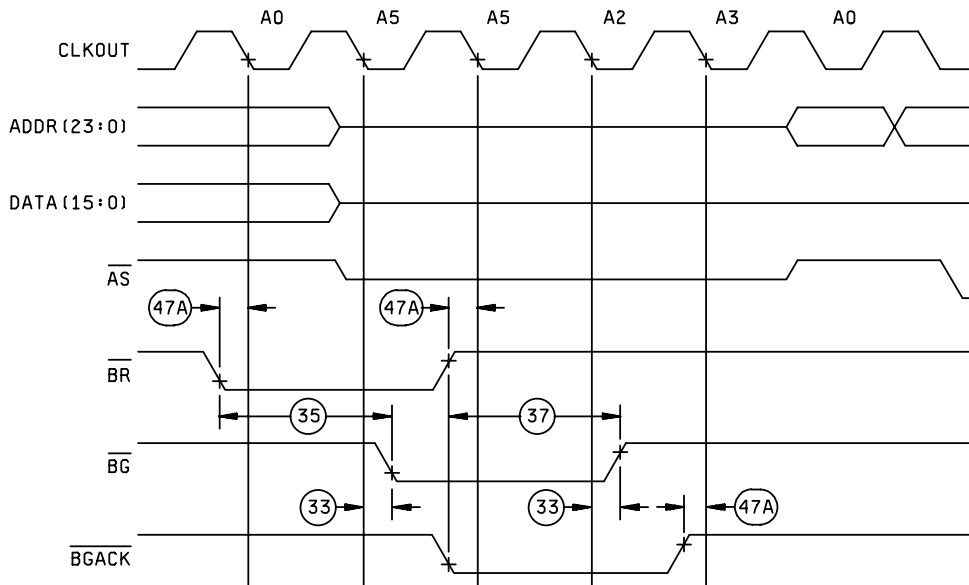 A0 A5 A5 A2 A3 A0
CLKOUT
ADDR(23:0)
DATA(15:0)
AS
47A 47A
BR
35 37
BG
33 33 47A
BGACK